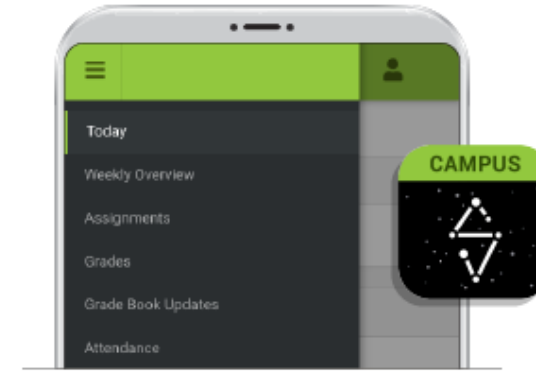 Today
Weekly Overview
Assignments
Grades
Grade Book Updates
Attendance
CAMPUS